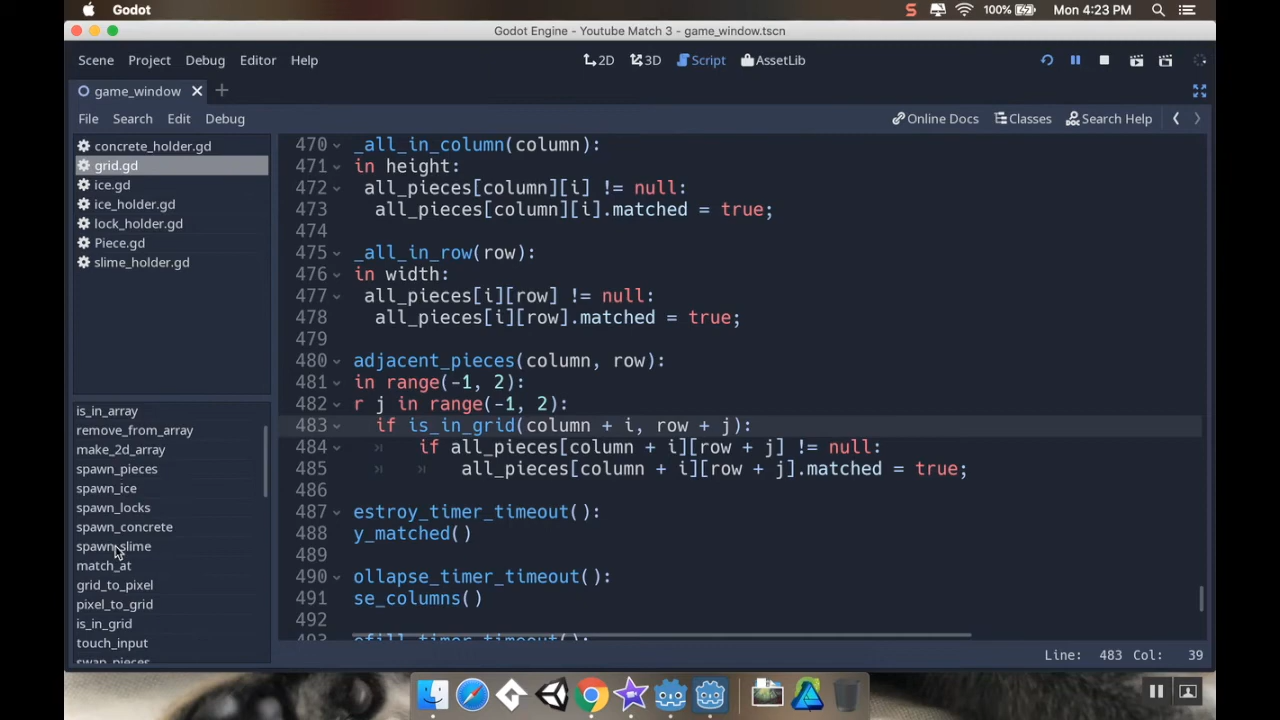 Godot
100%
Mon 4:23 PM
Godot Engine - Youtube Match 3 - game_window.tscn
Scene Project Debug Editor Help
2D 3D Script AssetLib
game_window
File Search Edit Debug
Online Docs Classes Search Help
concrete_holder.gd
grid.gd
ice.gd
ice_holder.gd
lock_holder.gd
Piece.gd
slime_holder.gd
is_in_array
remove_from_array
make_2d_array
spawn_pieces
spawn_ice
spawn_locks
spawn_concrete
spawn_slime
match_at
grid_to_pixel
pixel_to_grid
is_in_grid
touch_input
swap_pieces
470 _all_in_column(column):
471 in height:
472 all_pieces[column][i] != null:
473 all_pieces[column][i].matched = true;
474
475 _all_in_row(row):
476 in width:
477 all_pieces[i][row] != null:
478 all_pieces[i][row].matched = true;
479
480 adjacent_pieces(column, row):
481 in range(-1, 2):
482 r j in range(-1, 2):
483 if is_in_grid(column + i, row + j):
484 if all_pieces[column + i][row + j] != null:
485 all_pieces[column + i][row + j].matched = true;
486
487 estroy_timer_timeout():
488 y_matched()
489
490 ollapse_timer_timeout():
491 se_columns()
492
493 efill_timer_timeout():
Line: 483 Col: 39